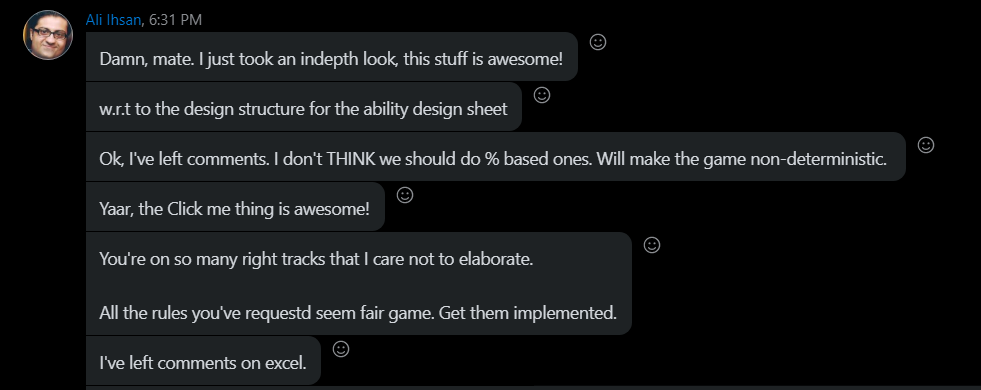 Ali Ihsan, 6:31 PM
Damn, mate. I just took an indepth look, this stuff is awesome!
w.r.t to the design structure for the ability design sheet
Ok, I've left comments. I don't THINK we should do % based ones. Will make the game non-deterministic.
Yaar, the Click me thing is awesome!
You're on so many right tracks that I care not to elaborate.
All the rules you've requestd seem fair game. Get them implemented.
I've left comments on excel.